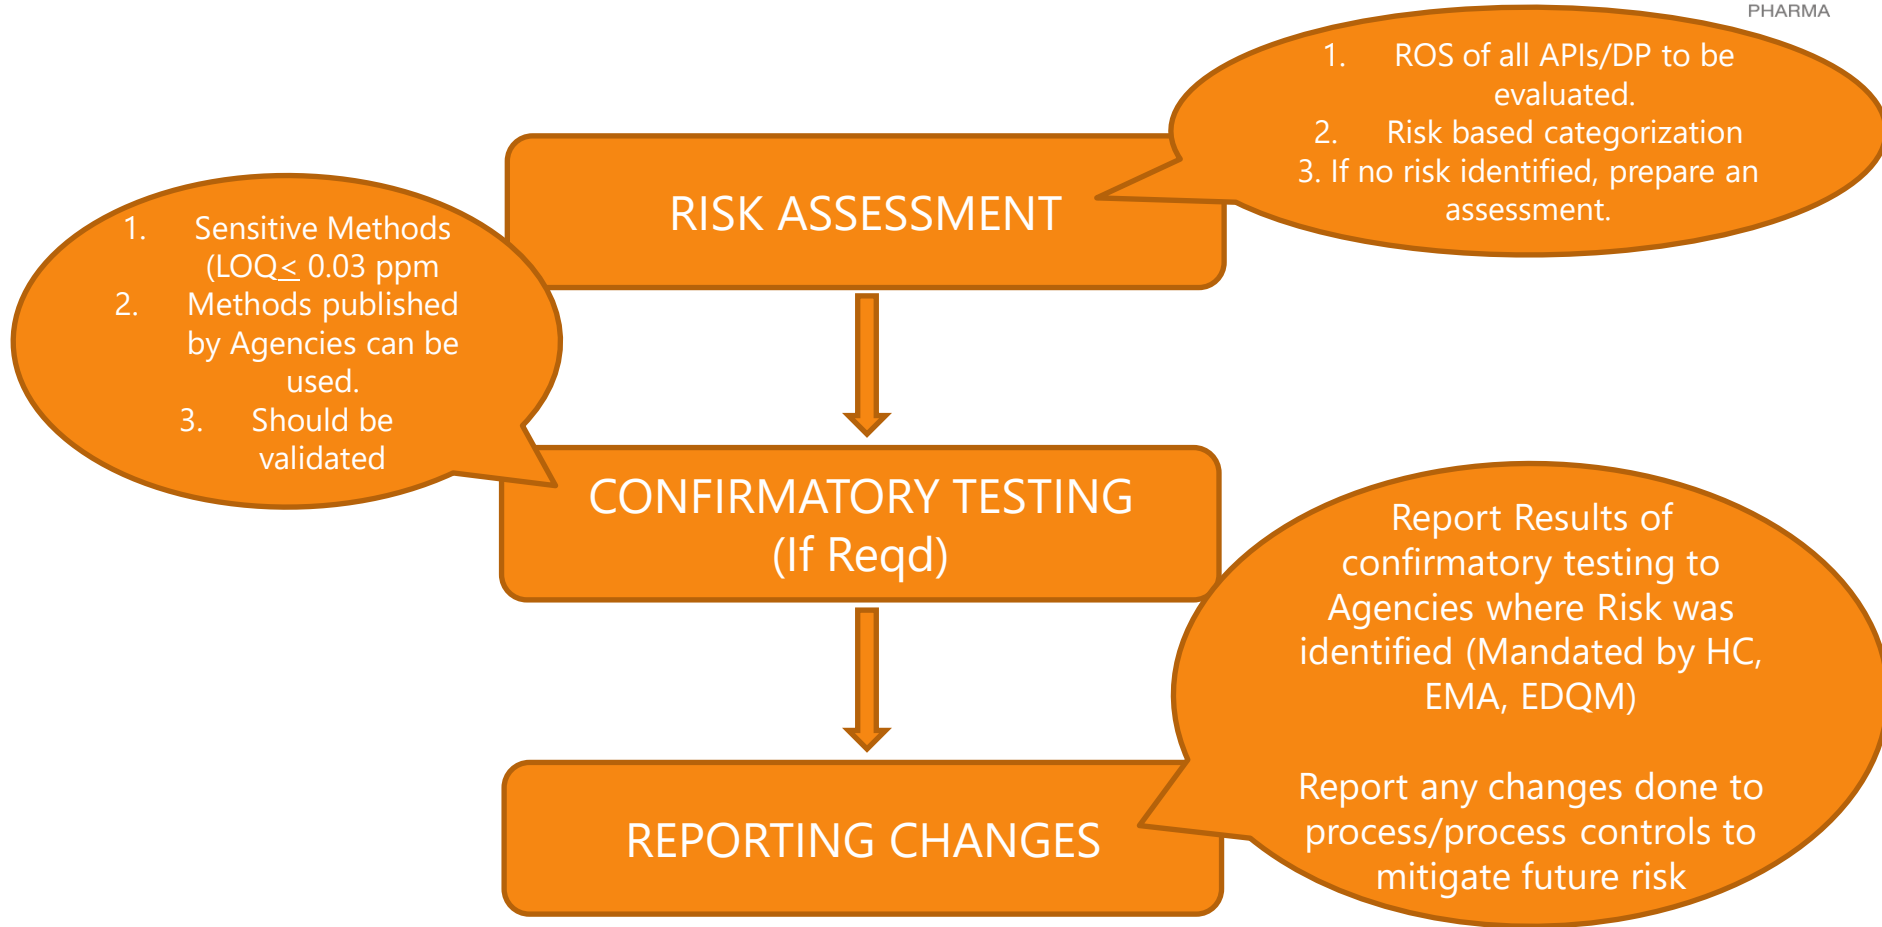 PHARMA
1. ROS of all APIs/DP to be
evaluated.
2. Risk based categorization
3. If no risk identified, prepare an
assessment.
RISK ASSESSMENT
1. Sensitive Methods
(LOQ≤ 0.03 ppm
2. Methods published
by Agencies can be
used.
3. Should be
validated
CONFIRMATORY TESTING
(If Reqd)
Report Results of
confirmatory testing to
Agencies where Risk was
identified (Mandated by HC,
EMA, EDQM)
Report any changes done to
process/process controls to
mitigate future risk
REPORTING CHANGES